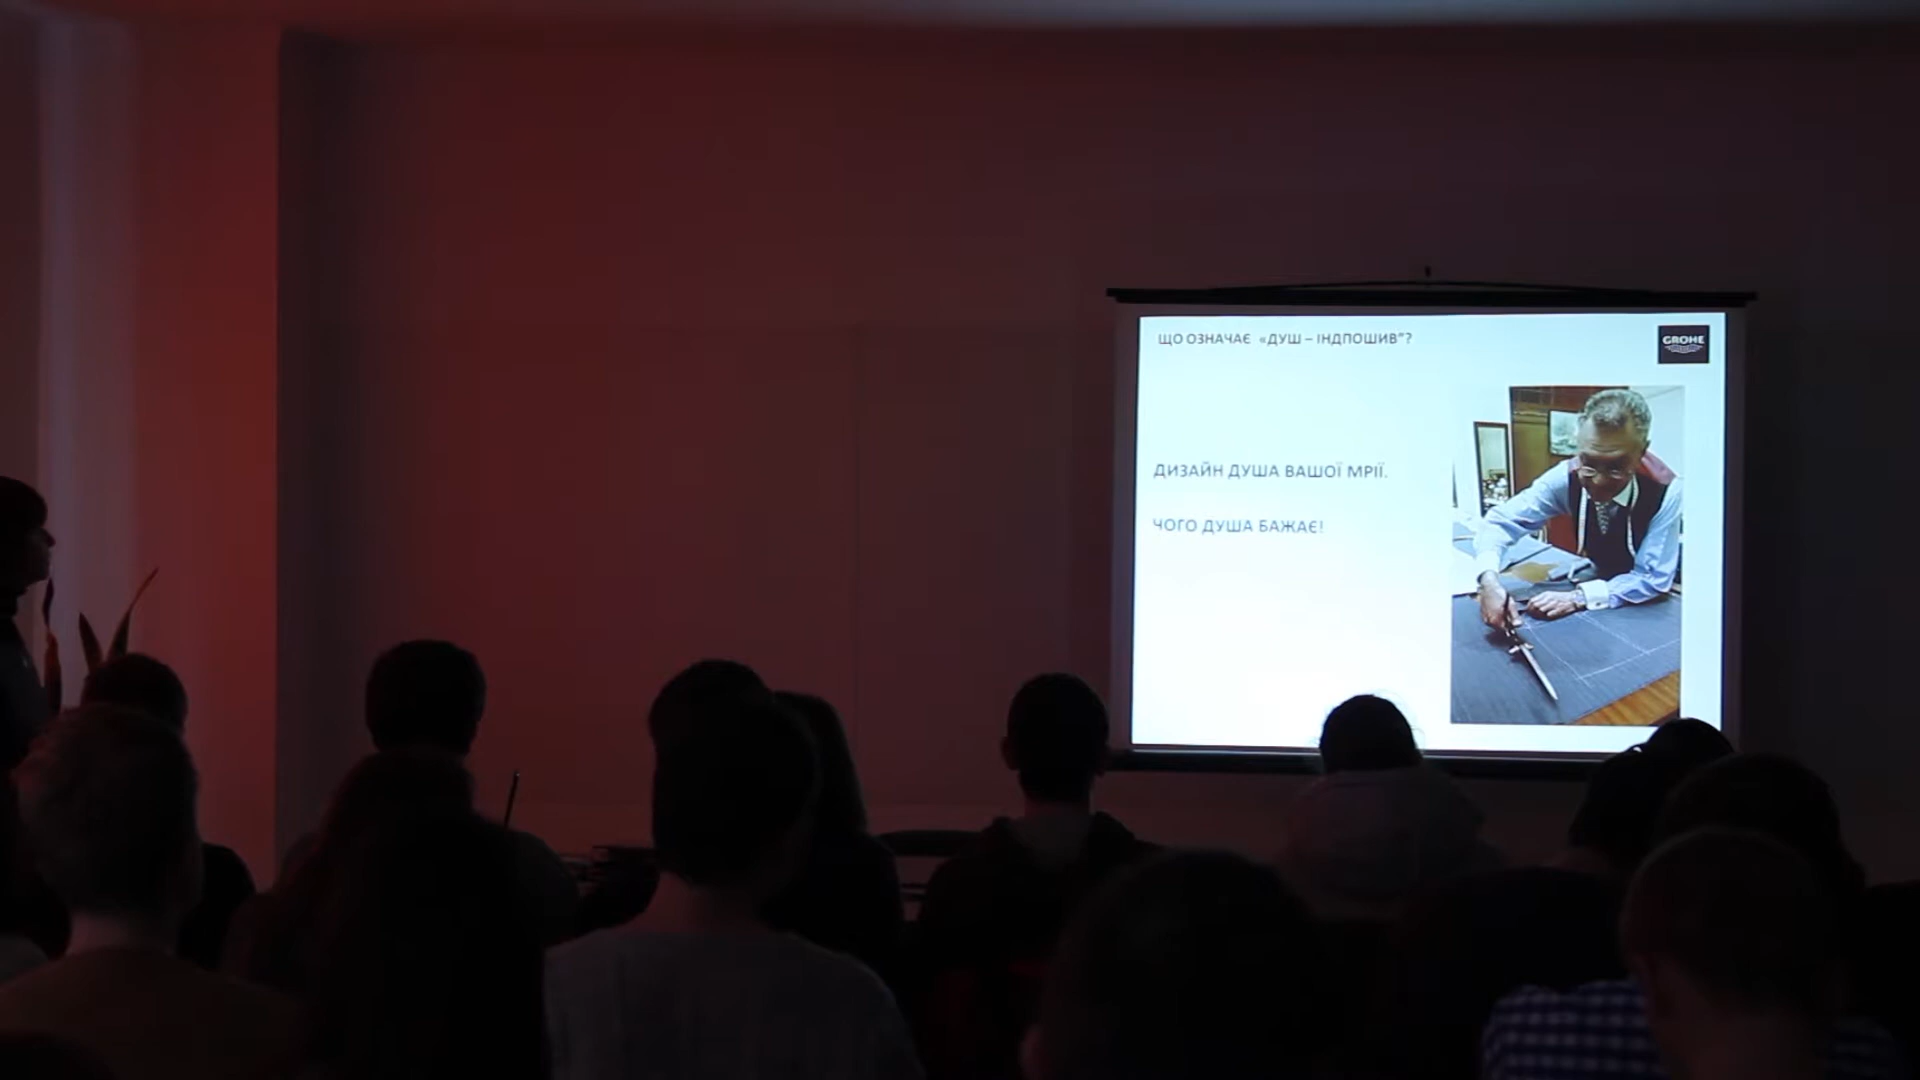 ЩО ОЗНАЧАЄ «ДУШ – ІНДПОШИВ"?
GROHE
ДИЗАЙН ДУША ВАШОЇ МРІЇ.
ЧОГО ДУША БАЖАЄ!